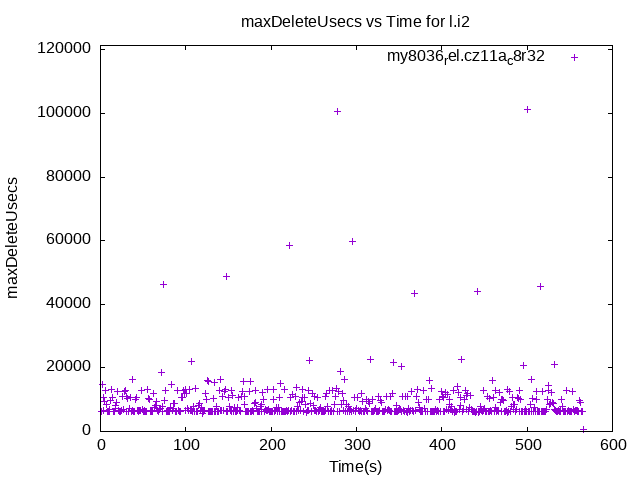 maxDeleteUsecs vs Time for l.i2
120000
my8036rel.cz11ac8r32
100000
80000
60000
40000
20000
0
maxDeleteUsecs
0 100 200 300 400 500 600
Time(s)